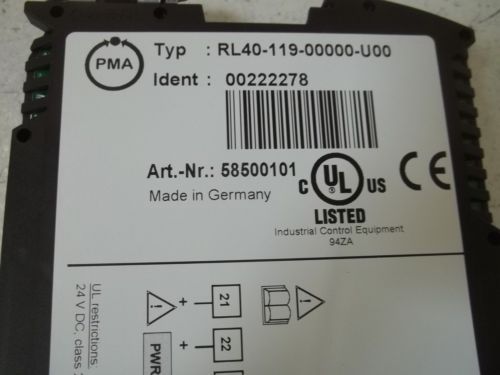 PMA
Typ : RL40-119-00000-U00
Ident : 00222278
Art.-Nr.: 58500101
Made in Germany
C UL US
LISTED
Industrial Control Equipment
94ZA
CE
UL restrictions:
24 V DC, class
+ 21
22
PWR